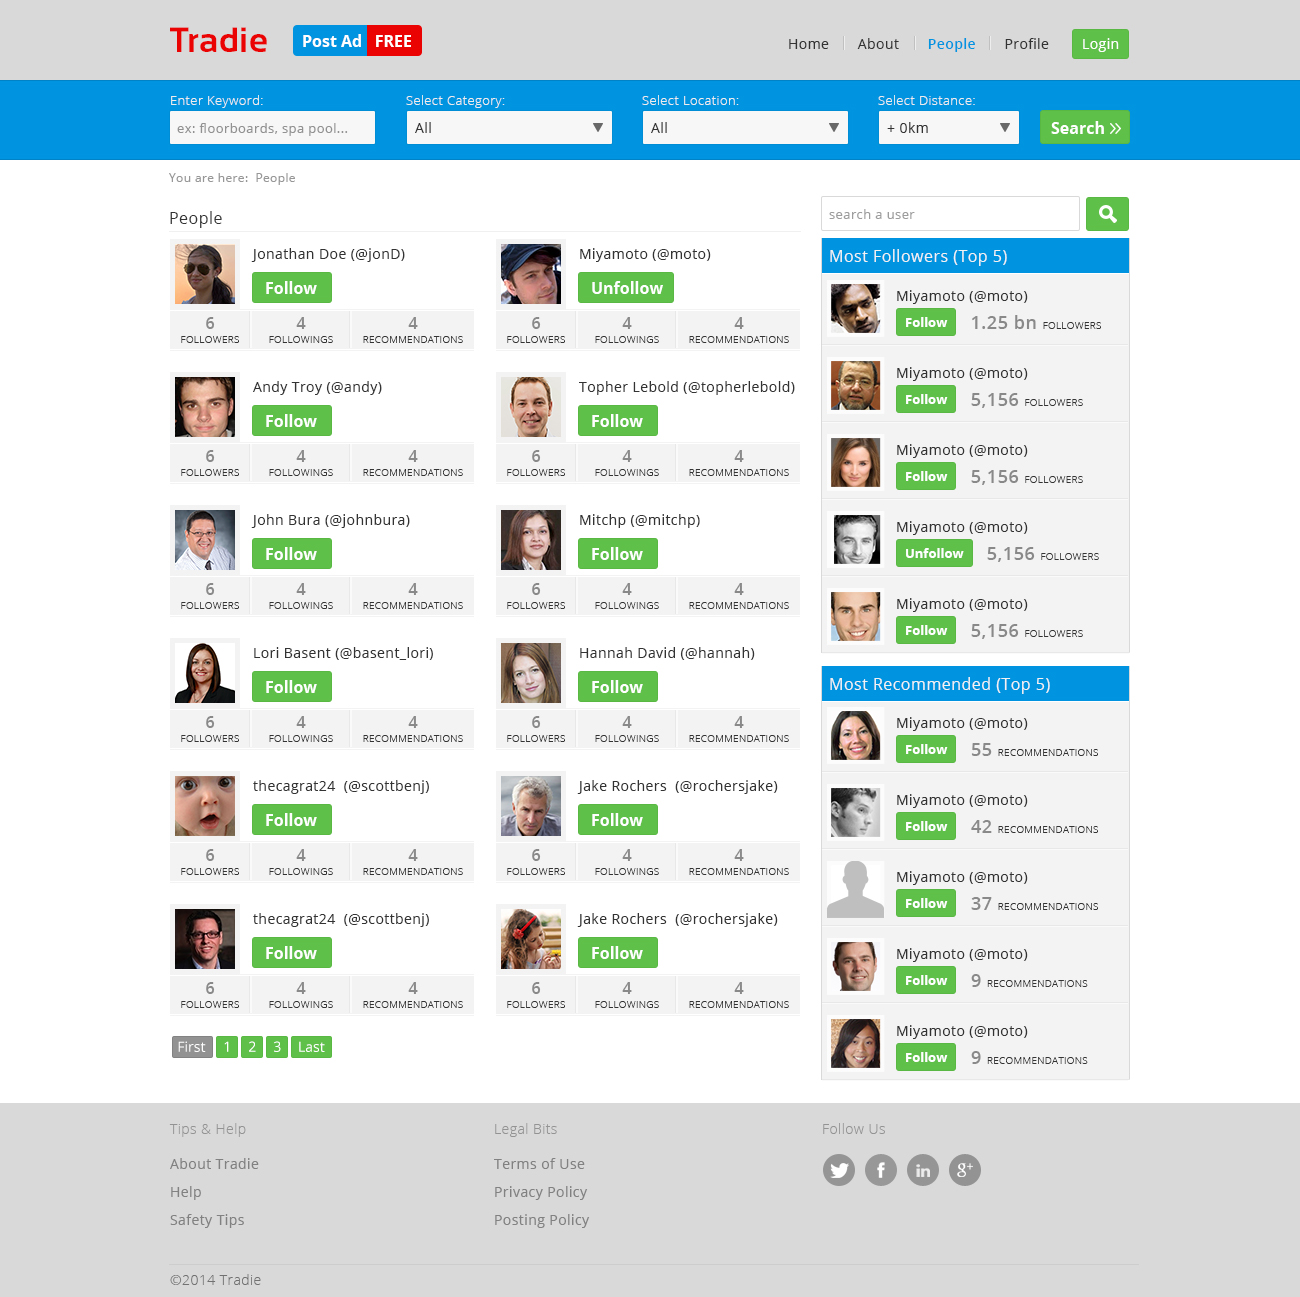 Tradie
Post Ad FREE
Home About People Profile Login
Enter Keyword: Select Category: Select Location: Select Distance:
ex: floorboards, spa pool... All All + 0km Search
You are here: People
People
Jonathan Doe (@jonD)
Follow
6 4 4
FOLLOWERS FOLLOWINGS RECOMMENDATIONS
Miyamoto (@moto)
Unfollow
6 4 4
FOLLOWERS FOLLOWINGS RECOMMENDATIONS
Andy Troy (@andy)
Follow
6 4 4
FOLLOWERS FOLLOWINGS RECOMMENDATIONS
Topher Lebold (@topherlebold)
Follow
6 4 4
FOLLOWERS FOLLOWINGS RECOMMENDATIONS
John Bura (@johnbura)
Follow
6 4 4
FOLLOWERS FOLLOWINGS RECOMMENDATIONS
Mitchp (@mitchp)
Follow
6 4 4
FOLLOWERS FOLLOWINGS RECOMMENDATIONS
Lori Basent (@basent_lori)
Follow
6 4 4
FOLLOWERS FOLLOWINGS RECOMMENDATIONS
Hannah David (@hannah)
Follow
6 4 4
FOLLOWERS FOLLOWINGS RECOMMENDATIONS
thecagrat24 (@scottbenj)
Follow
6 4 4
FOLLOWERS FOLLOWINGS RECOMMENDATIONS
Jake Rochers (@rochersjake)
Follow
6 4 4
FOLLOWERS FOLLOWINGS RECOMMENDATIONS
thecagrat24 (@scottbenj)
Follow
6 4 4
FOLLOWERS FOLLOWINGS RECOMMENDATIONS
Jake Rochers (@rochersjake)
Follow
6 4 4
FOLLOWERS FOLLOWINGS RECOMMENDATIONS
First 1 2 3 Last
search a user
Most Followers (Top 5)
Miyamoto (@moto)
Follow 1.25 bn FOLLOWERS
Miyamoto (@moto)
Follow 5,156 FOLLOWERS
Miyamoto (@moto)
Follow 5,156 FOLLOWERS
Miyamoto (@moto)
Unfollow 5,156 FOLLOWERS
Miyamoto (@moto)
Follow 5,156 FOLLOWERS
Most Recommended (Top 5)
Miyamoto (@moto)
Follow 55 RECOMMENDATIONS
Miyamoto (@moto)
Follow 42 RECOMMENDATIONS
Miyamoto (@moto)
Follow 37 RECOMMENDATIONS
Miyamoto (@moto)
Follow 9 RECOMMENDATIONS
Miyamoto (@moto)
Follow 9 RECOMMENDATIONS
Tips & Help
About Tradie
Help
Safety Tips
Legal Bits
Terms of Use
Privacy Policy
Posting Policy
Follow Us
©2014 Tradie